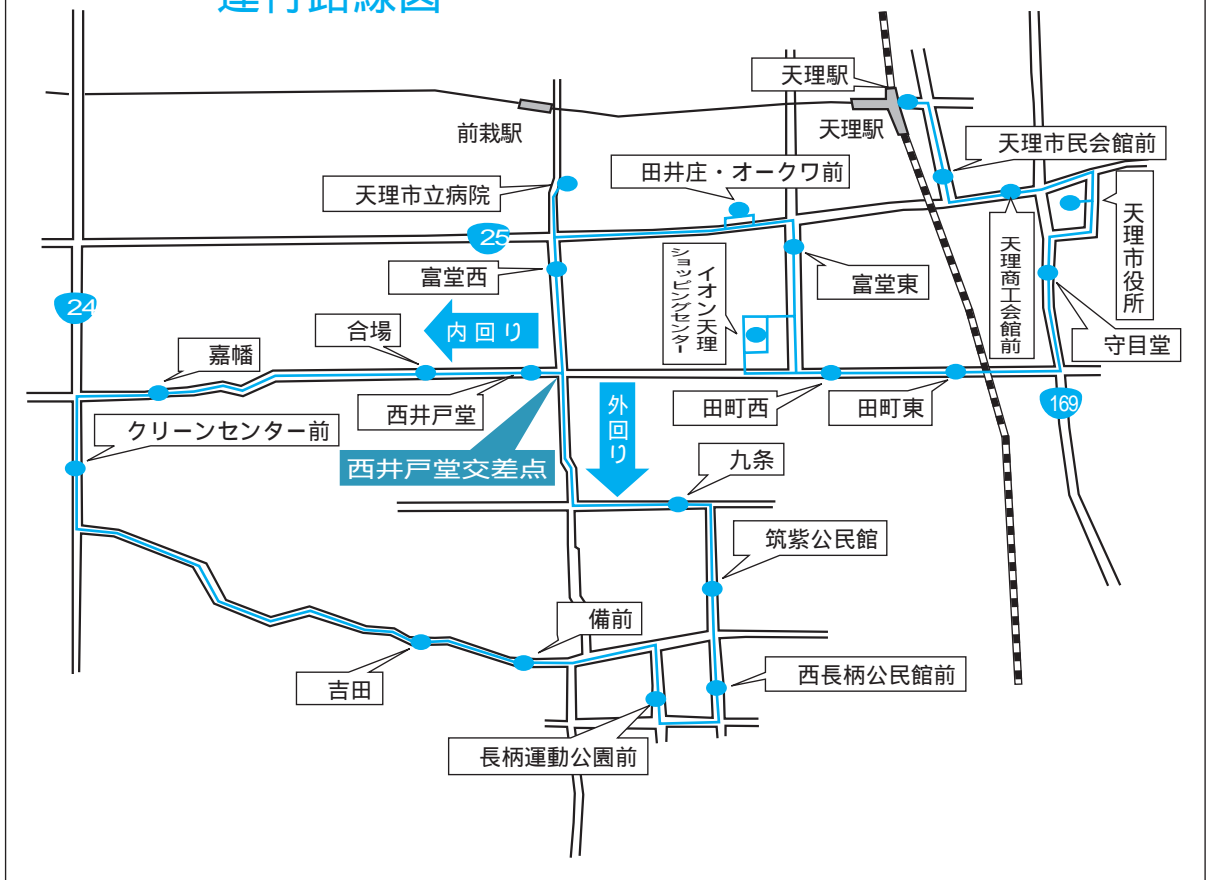 運行路線図
天理駅
前栽駅
天理駅
天理市民会館前
天理市立病院
田井庄・オークワ前
天理市役所
25
富堂西
イオン天理
ショッピングセンター
富堂東
天理商工会館前
24
内回り
合場
守目堂
嘉幡
西井戸堂
外回り
田町西
田町東
169
クリーンセンター前
西井戸堂交差点
九条
筑紫公民館
備前
吉田
西長柄公民館前
長柄運動公園前